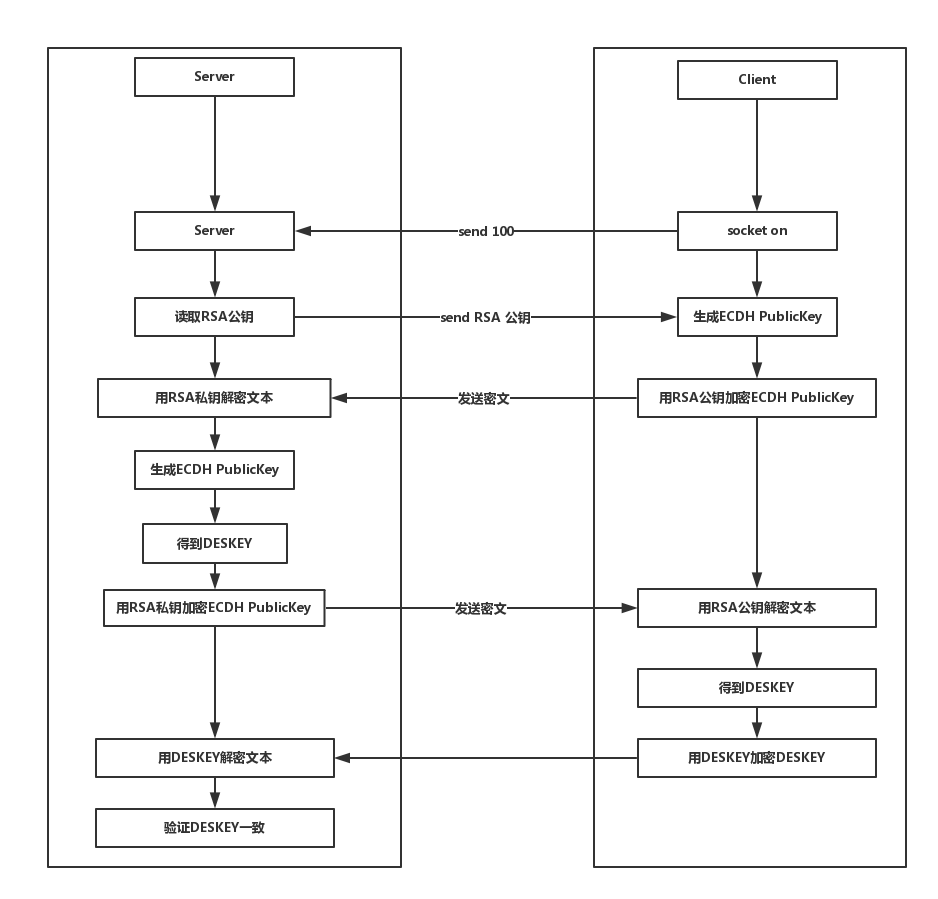 Server
Client
Server
send 100
socket on
读取RSA公钥
send RSA 公钥
生成ECDH PublicKey
用RSA私钥解密文本
发送密文
用RSA公钥加密ECDH PublicKey
生成ECDH PublicKey
得到DESKEY
用RSA私钥加密ECDH PublicKey
发送密文
用RSA公钥解密文本
得到DESKEY
用DESKEY解密文本
用DESKEY加密DESKEY
验证DESKEY一致